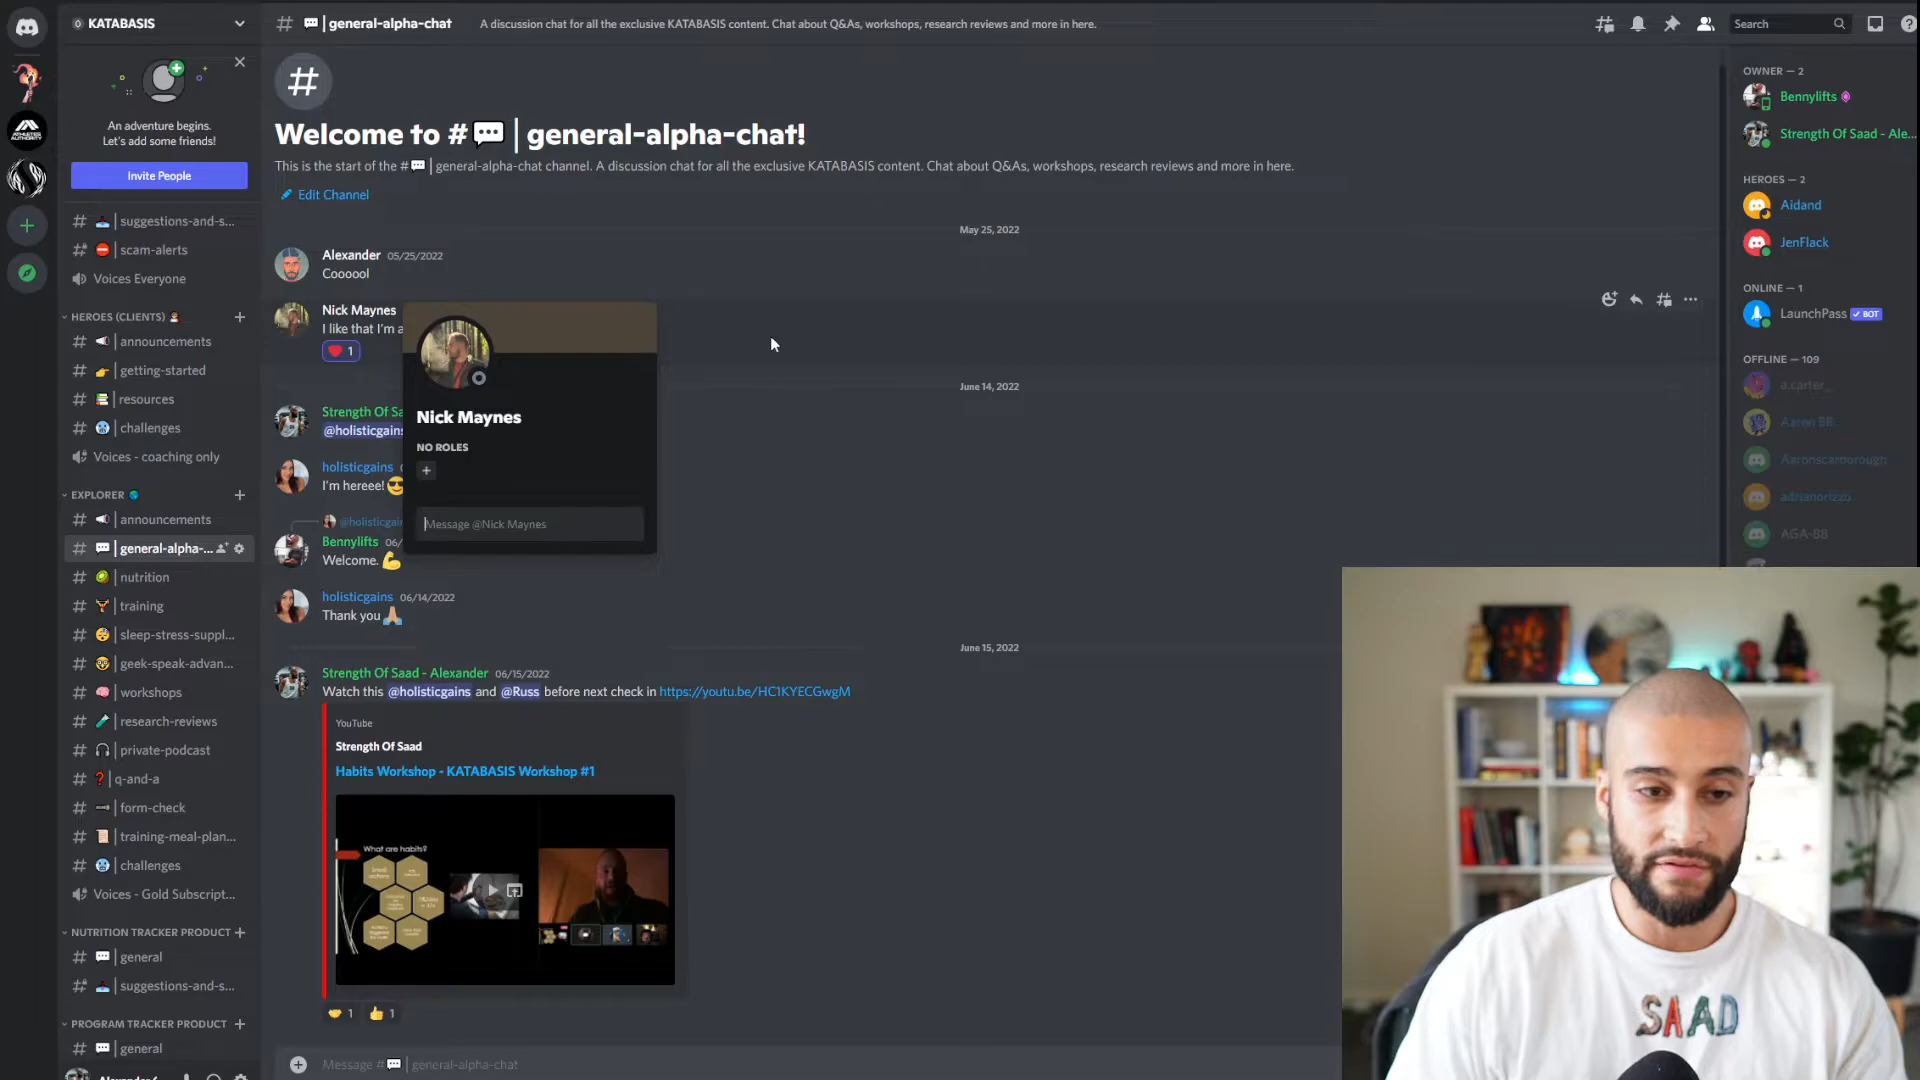 KATABASIS
An adventure begins.
Let's add some friends!
Invite People
suggestions-and-s...
scam-alerts
Voices Everyone
HEROES (CLIENTS)
announcements
getting-started
resources
challenges
Voices - coaching only
EXPLORER
announcements
general-alpha-...
nutrition
training
sleep-stress-suppl...
geek-speak-advan...
workshops
research-reviews
private-podcast
q-and-a
form-check
training-meal-plan...
challenges
Voices - Gold Subscript...
NUTRITION TRACKER PRODUCT
general
suggestions-and-s...
PROGRAM TRACKER PRODUCT
general
general-alpha-chat
A discussion chat for all the exclusive KATABASIS content. Chat about Q&As, workshops, research reviews and more in here.
Search
Welcome to # | general-alpha-chat!
This is the start of the # | general-alpha-chat channel. A discussion chat for all the exclusive KATABASIS content. Chat about Q&As, workshops, research reviews and more in here.
Edit Channel
May 25, 2022
Alexander 05/25/2022
Coooool
Nick Maynes
I like that I'm a
1
Nick Maynes
NO ROLES
Message @Nick Maynes
June 14, 2022
Strength Of Sa
@holisticgains
holisticgains
I'm hereee!
@holisticgain
Bennylifts 06/
Welcome.
holisticgains 06/14/2022
Thank you
June 15, 2022
Strength Of Saad - Alexander 06/15/2022
Watch this @holisticgains and @Russ before next check in https://youtu.be/HC1KYECGwgM
YouTube
Strength Of Saad
Habits Workshop - KATABASIS Workshop #1
What are habits?
1 1
Message # | general-alpha-chat
OWNER — 2
Bennylifts
Strength Of Saad - Ale...
HEROES — 2
Aidand
JenFlack
ONLINE — 1
LaunchPass BOT
OFFLINE — 109
a.carter_
Aaron BB
Aaronscarborough
adrianorizzo
AGA-88
SAAD